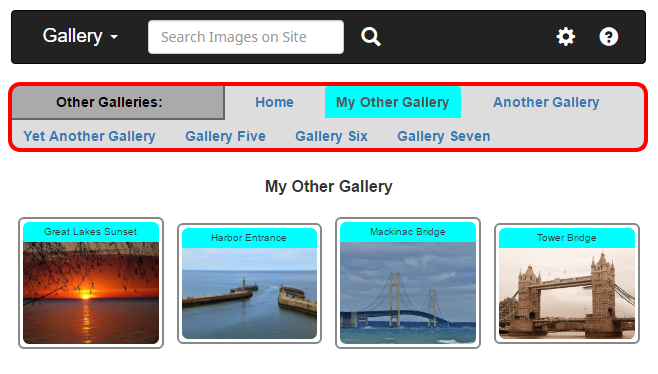 Gallery Search Images on Site
Other Galleries: Home My Other Gallery Another Gallery
Yet Another Gallery Gallery Five Gallery Six Gallery Seven
My Other Gallery
Great Lakes Sunset Harbor Entrance Mackinac Bridge Tower Bridge